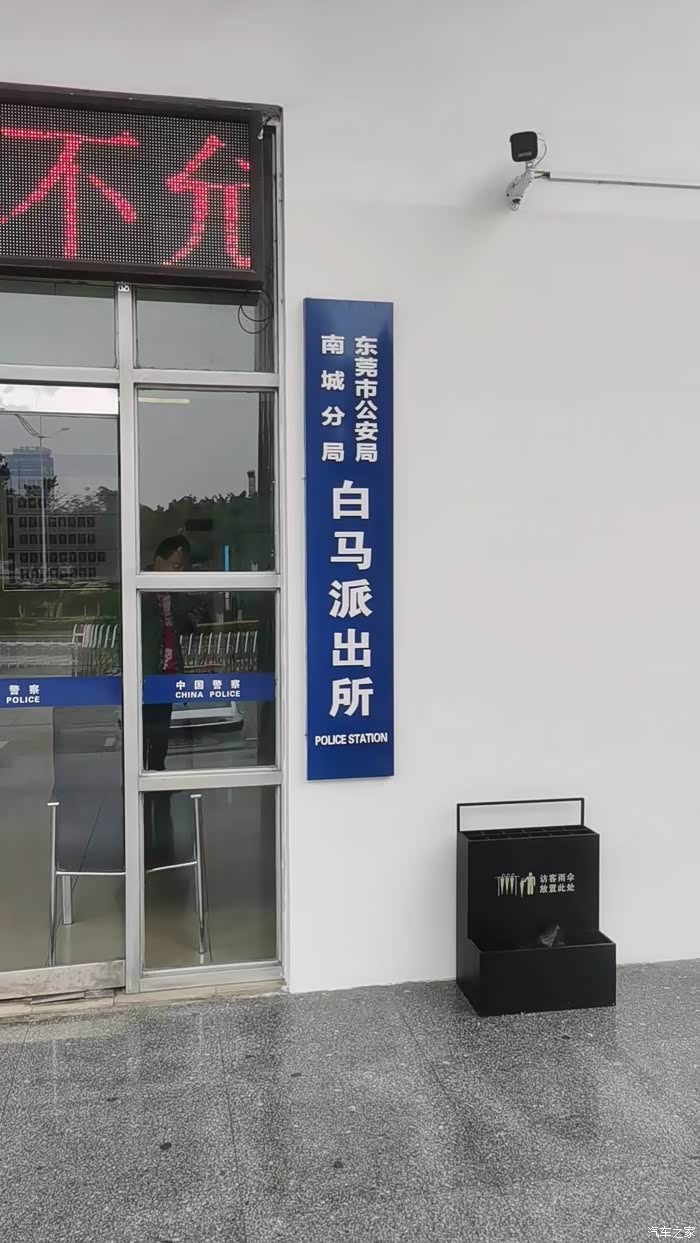 不允
东莞市公安局
南城分局
白马派出所
POLICE STATION
警察
POLICE
中国警察
CHINA POLICE
访客雨伞
放置此处
汽车之家